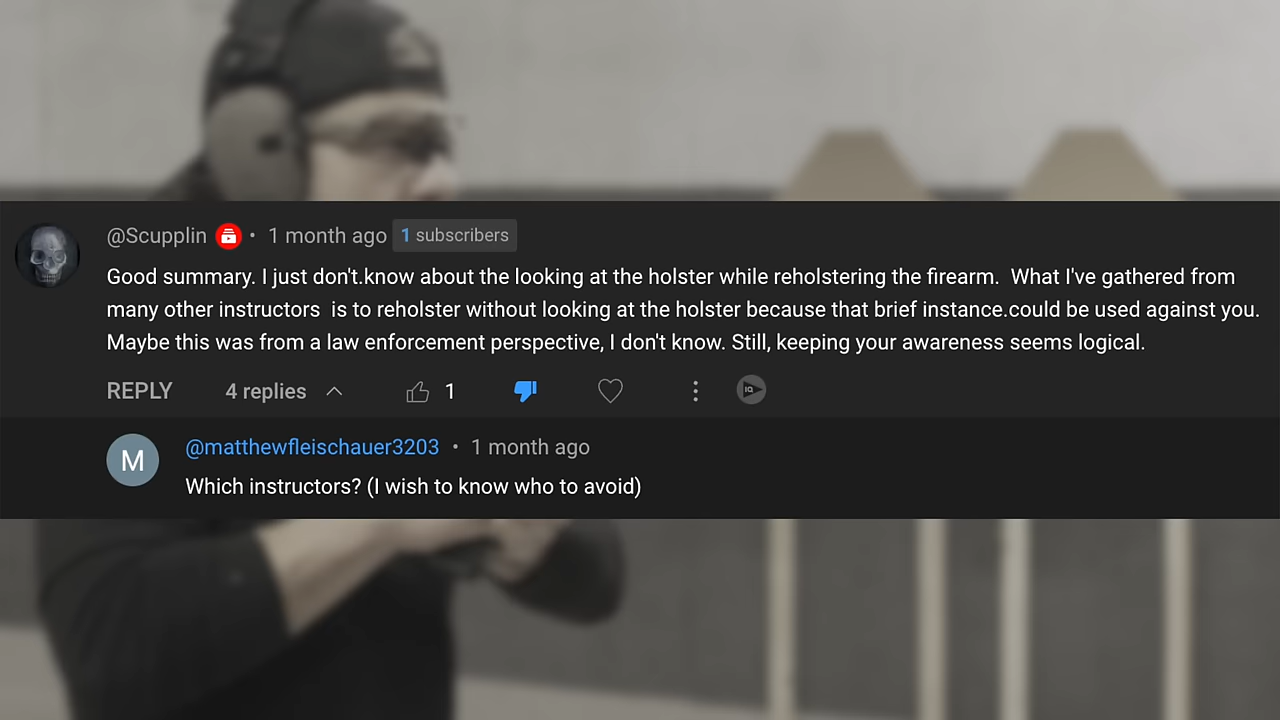 @Scupplin • 1 month ago 1 subscribers
Good summary. I just don't.know about the looking at the holster while reholstering the firearm.  What I've gathered from
many other instructors  is to reholster without looking at the holster because that brief instance.could be used against you.
Maybe this was from a law enforcement perspective, I don't know. Still, keeping your awareness seems logical.
REPLY 4 replies 1 IQ
M @matthewfleischauer3203 • 1 month ago
Which instructors? (I wish to know who to avoid)